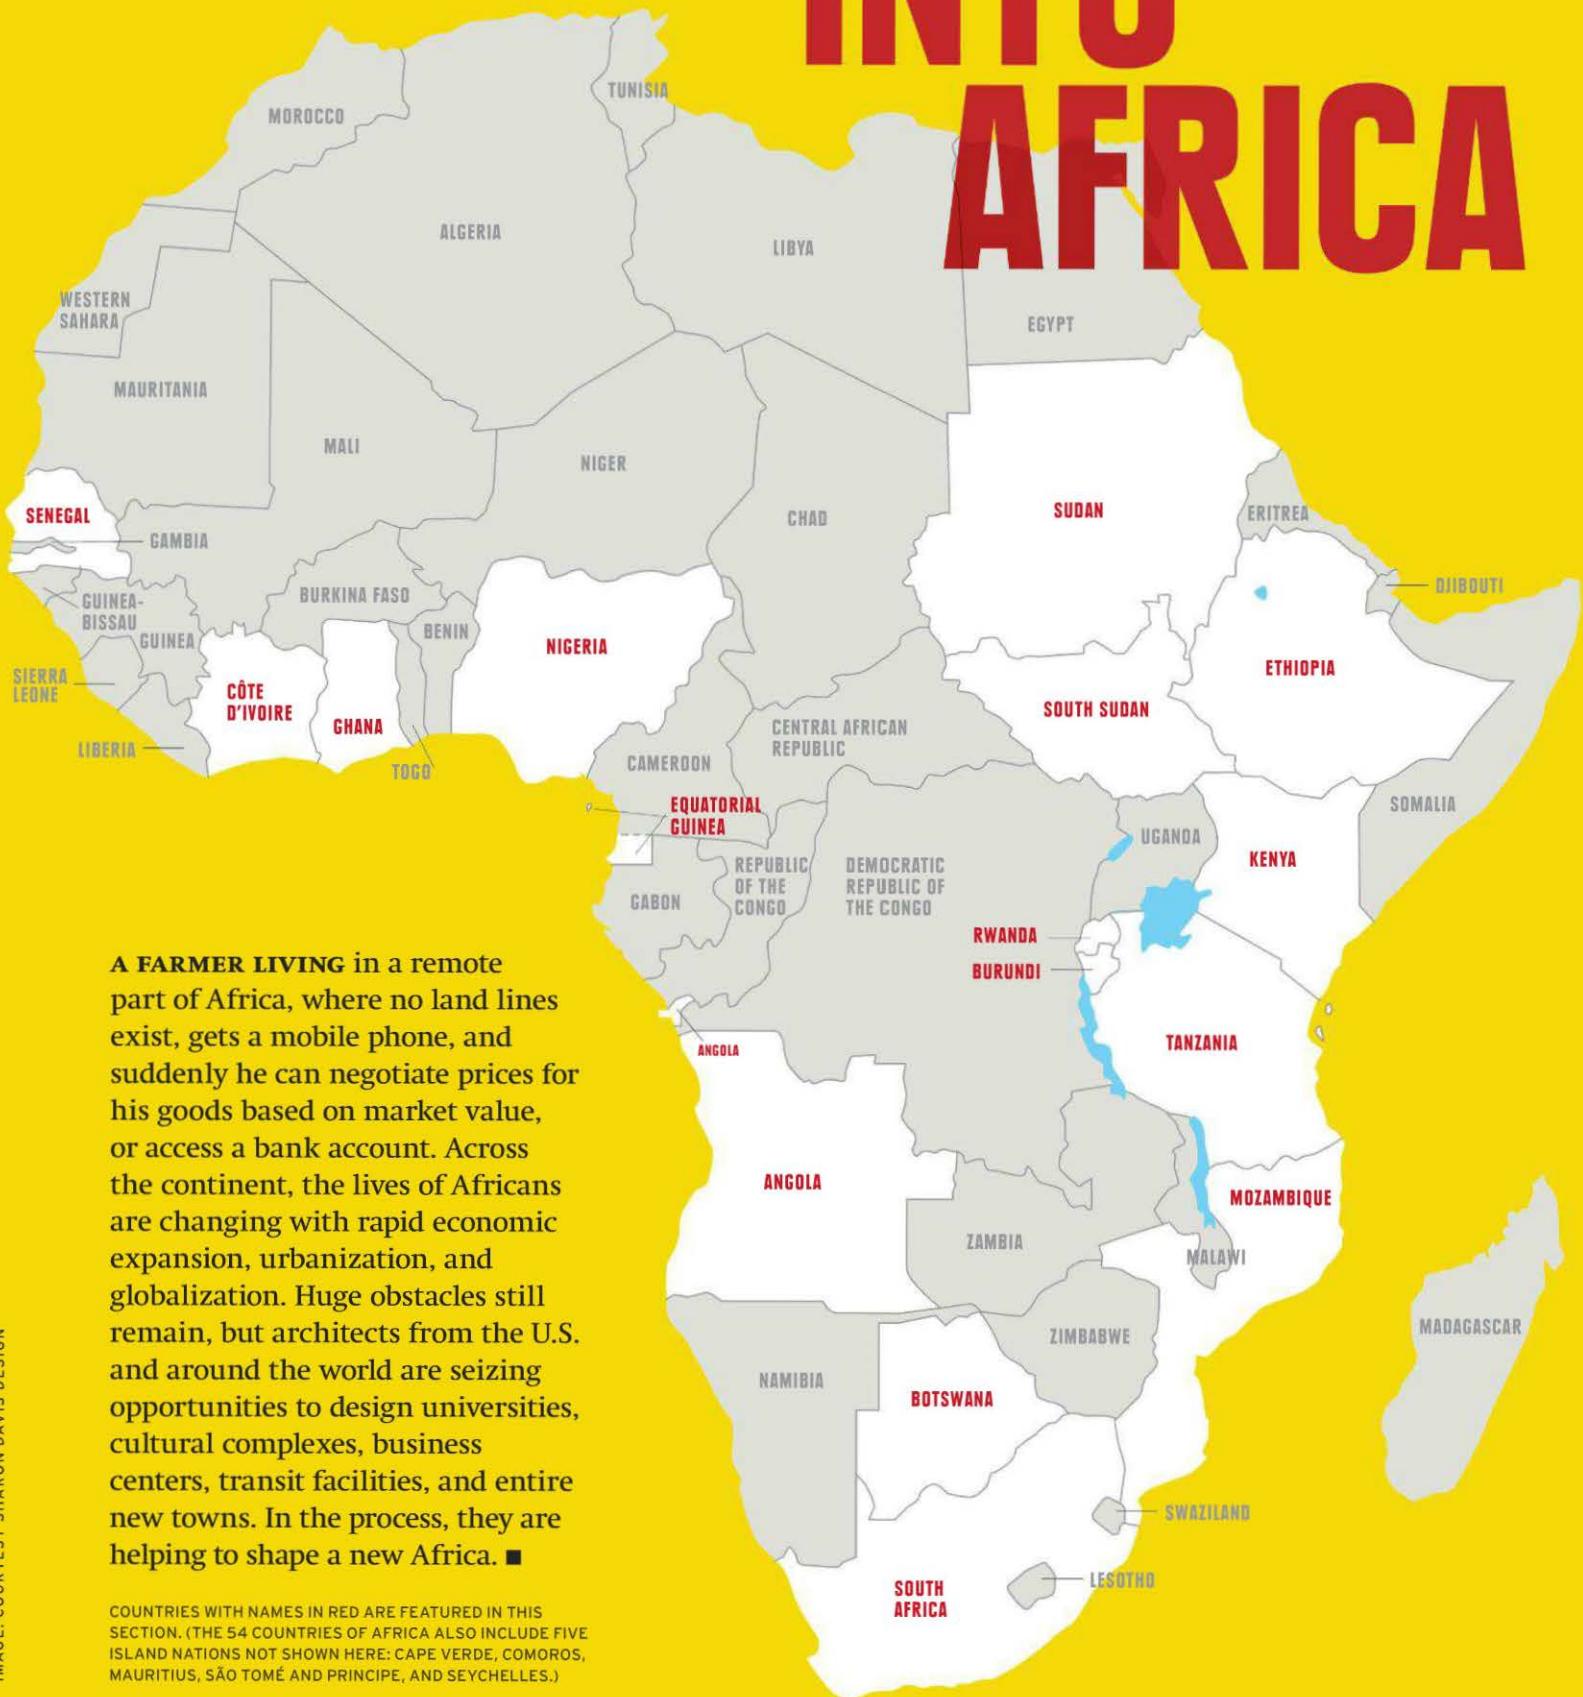 INTO
AFRICA
TUNISIA
MOROCCO
ALGERIA
LIBYA
WESTERN
SAHARA
EGYPT
MAURITANIA
MALI
NIGER
CHAD
SENEGAL
SUDAN
ERITREA
GAMBIA
DJIBOUTI
BURKINA FASO
GUINEA-
BISSAU
GUINEA
BENIN
NIGERIA
ETHIOPIA
SIERRA
LEONE
CÔTE
D'IVOIRE
GHANA
SOUTH SUDAN
CENTRAL AFRICAN
REPUBLIC
LIBERIA
TOGO
CAMEROON
EQUATORIAL
GUINEA
SOMALIA
UGANDA
KENYA
REPUBLIC
OF THE
CONGO
DEMOCRATIC
REPUBLIC OF
THE CONGO
GABON
RWANDA
BURUNDI
TANZANIA
ANGOLA
ANGOLA
MOZAMBIQUE
ZAMBIA
MALAWI
MADAGASCAR
ZIMBABWE
NAMIBIA
BOTSWANA
SWAZILAND
LESOTHO
SOUTH
AFRICA
A FARMER LIVING in a remote
part of Africa, where no land lines
exist, gets a mobile phone, and
suddenly he can negotiate prices for
his goods based on market value,
or access a bank account. Across
the continent, the lives of Africans
are changing with rapid economic
expansion, urbanization, and
globalization. Huge obstacles still
remain, but architects from the U.S.
and around the world are seizing
opportunities to design universities,
cultural complexes, business
centers, transit facilities, and entire
new towns. In the process, they are
helping to shape a new Africa. ■
COUNTRIES WITH NAMES IN RED ARE FEATURED IN THIS
SECTION. (THE 54 COUNTRIES OF AFRICA ALSO INCLUDE FIVE
ISLAND NATIONS NOT SHOWN HERE: CAPE VERDE, COMOROS,
MAURITIUS, SÃO TOMÉ AND PRINCIPE, AND SEYCHELLES.)
IMAGE: COURTESY SHARON DAVIS DESIGN